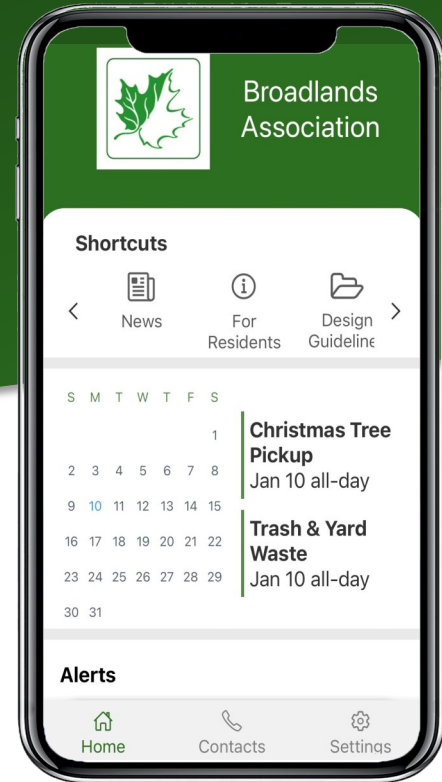 Broadlands
Association
Shortcuts
News
For
Residents
Design
Guideline
S M T W T F S
1
2 3 4 5 6 7 8
9 10 11 12 13 14 15
16 17 18 19 20 21 22
23 24 25 26 27 28 29
30 31
Christmas Tree
Pickup
Jan 10 all-day
Trash & Yard
Waste
Jan 10 all-day
Alerts
Home
Contacts
Settings